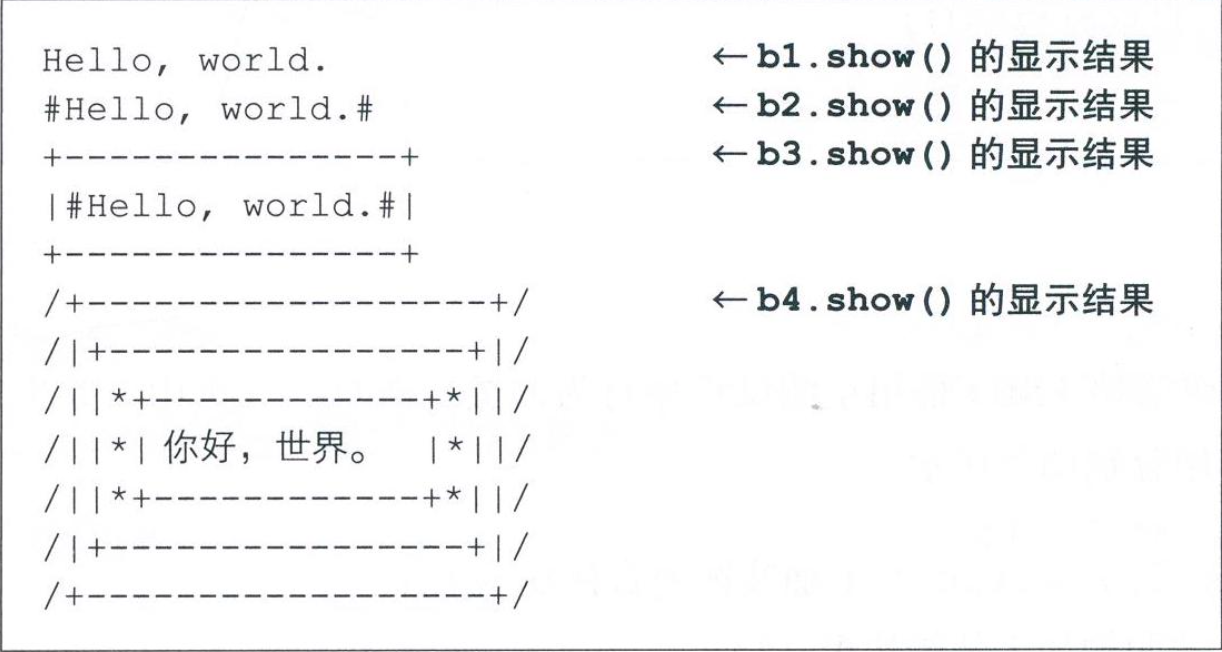 Hello, world. ← b1.show() 的显示结果
#Hello, world.# ← b2.show() 的显示结果
+---------------+ ← b3.show() 的显示结果
|#Hello, world.#|
+---------------+
/+------------------+/ ← b4.show() 的显示结果
/|+----------------+|/
/||*+------------+*||/
/||*|你好，世界。 |*||/
/||*+------------+*||/
/|+----------------+|/
/+------------------+/